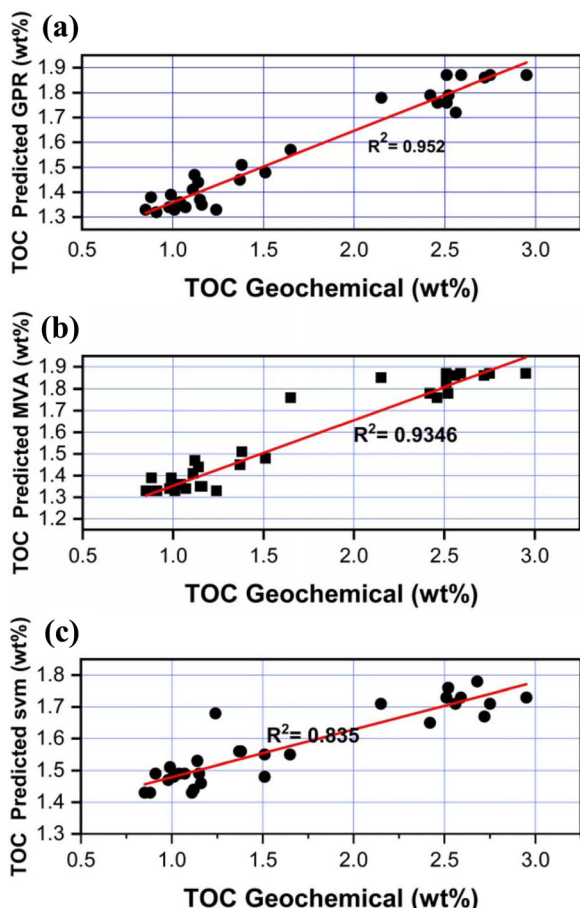 (a)
TOC Predicted GPR (wt%)
1.9
1.8
1.7
1.6
1.5
1.4
1.3
R²= 0.952
0.5 1.0 1.5 2.0 2.5 3.0
TOC Geochemical (wt%)
(b)
TOC Predicted MVA (wt%)
1.9
1.8
1.7
1.6
1.5
1.4
1.3
1.2
R²= 0.9346
0.5 1.0 1.5 2.0 2.5 3.0
TOC Geochemical (wt%)
(c)
TOC Predicted svm (wt%)
1.8
1.7
1.6
1.5
1.4
1.3
R²= 0.835
0.5 1.0 1.5 2.0 2.5 3.0
TOC Geochemical (wt%)